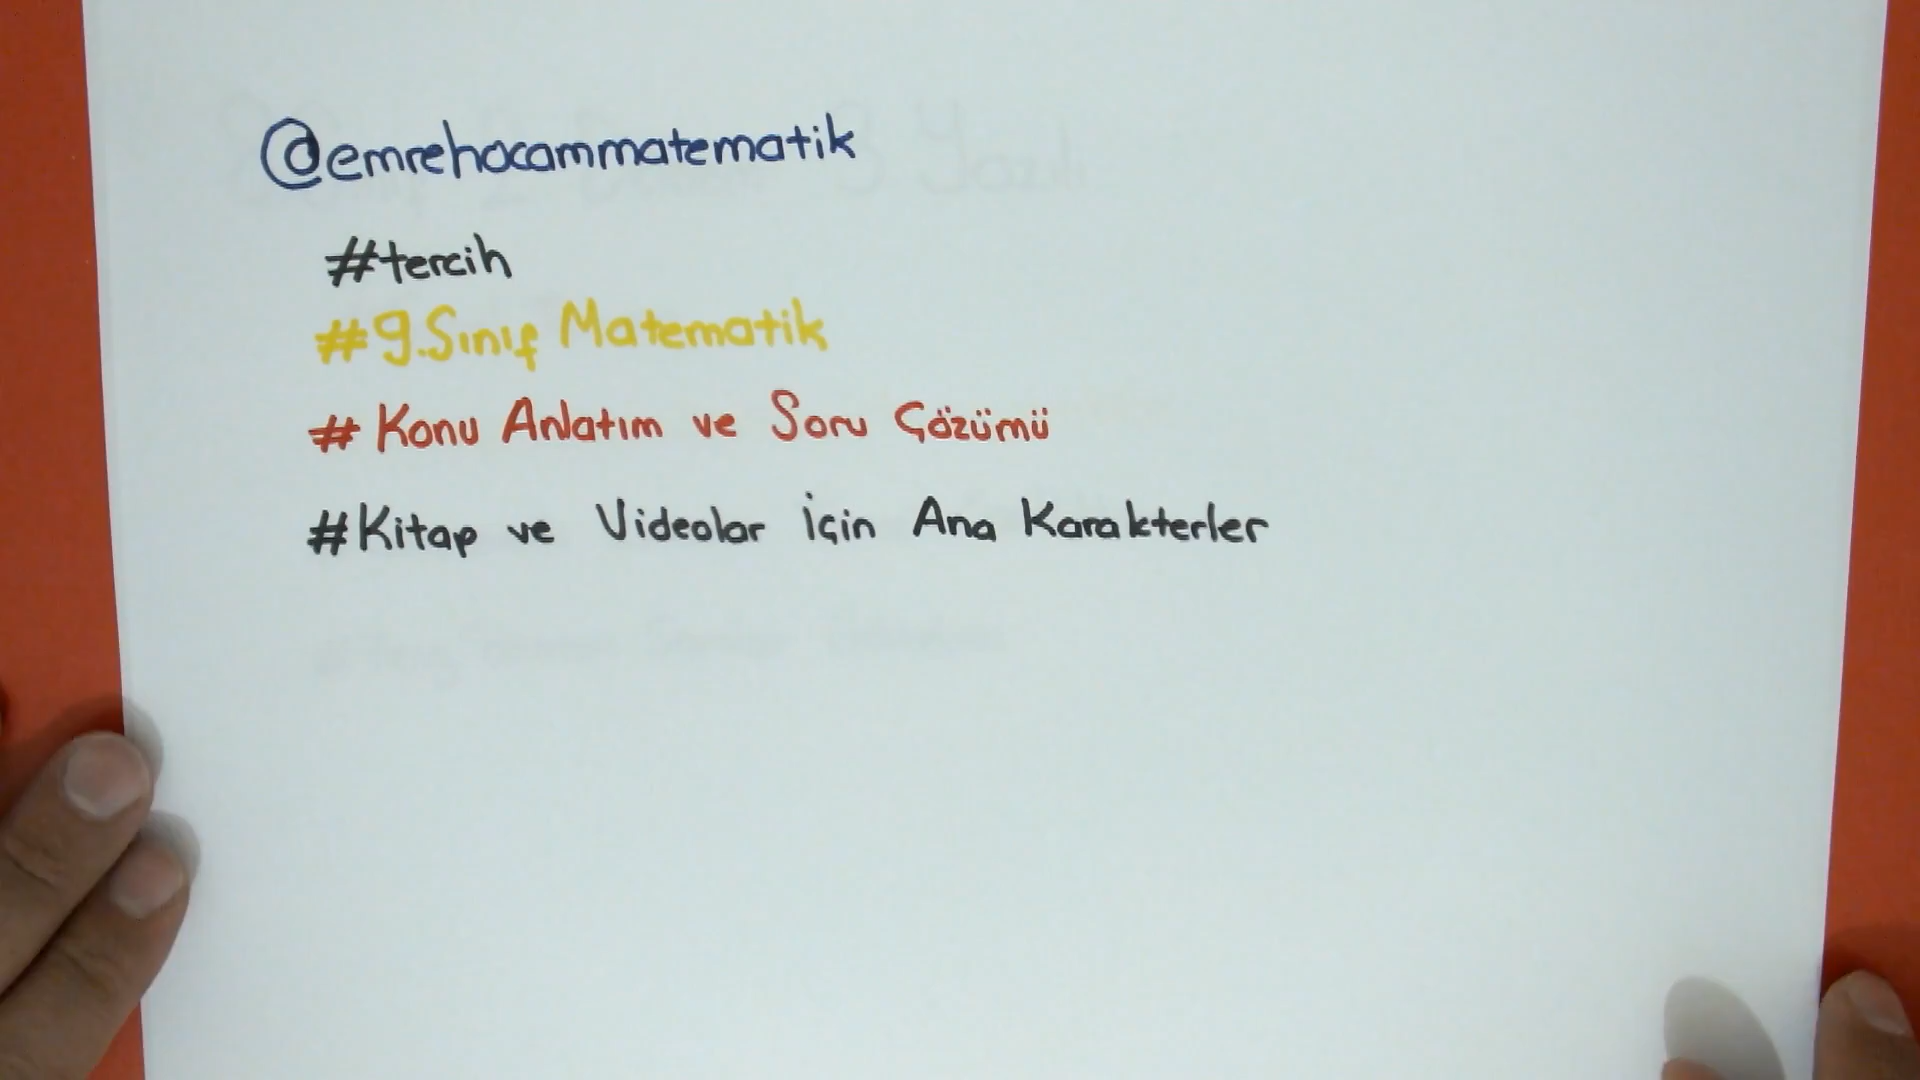 @emrehocammatematik
#tercih
#9.Sınıf Matematik
# Konu Anlatım ve Soru Çözümü
#Kitap ve Videolar İçin Ana Karakterler